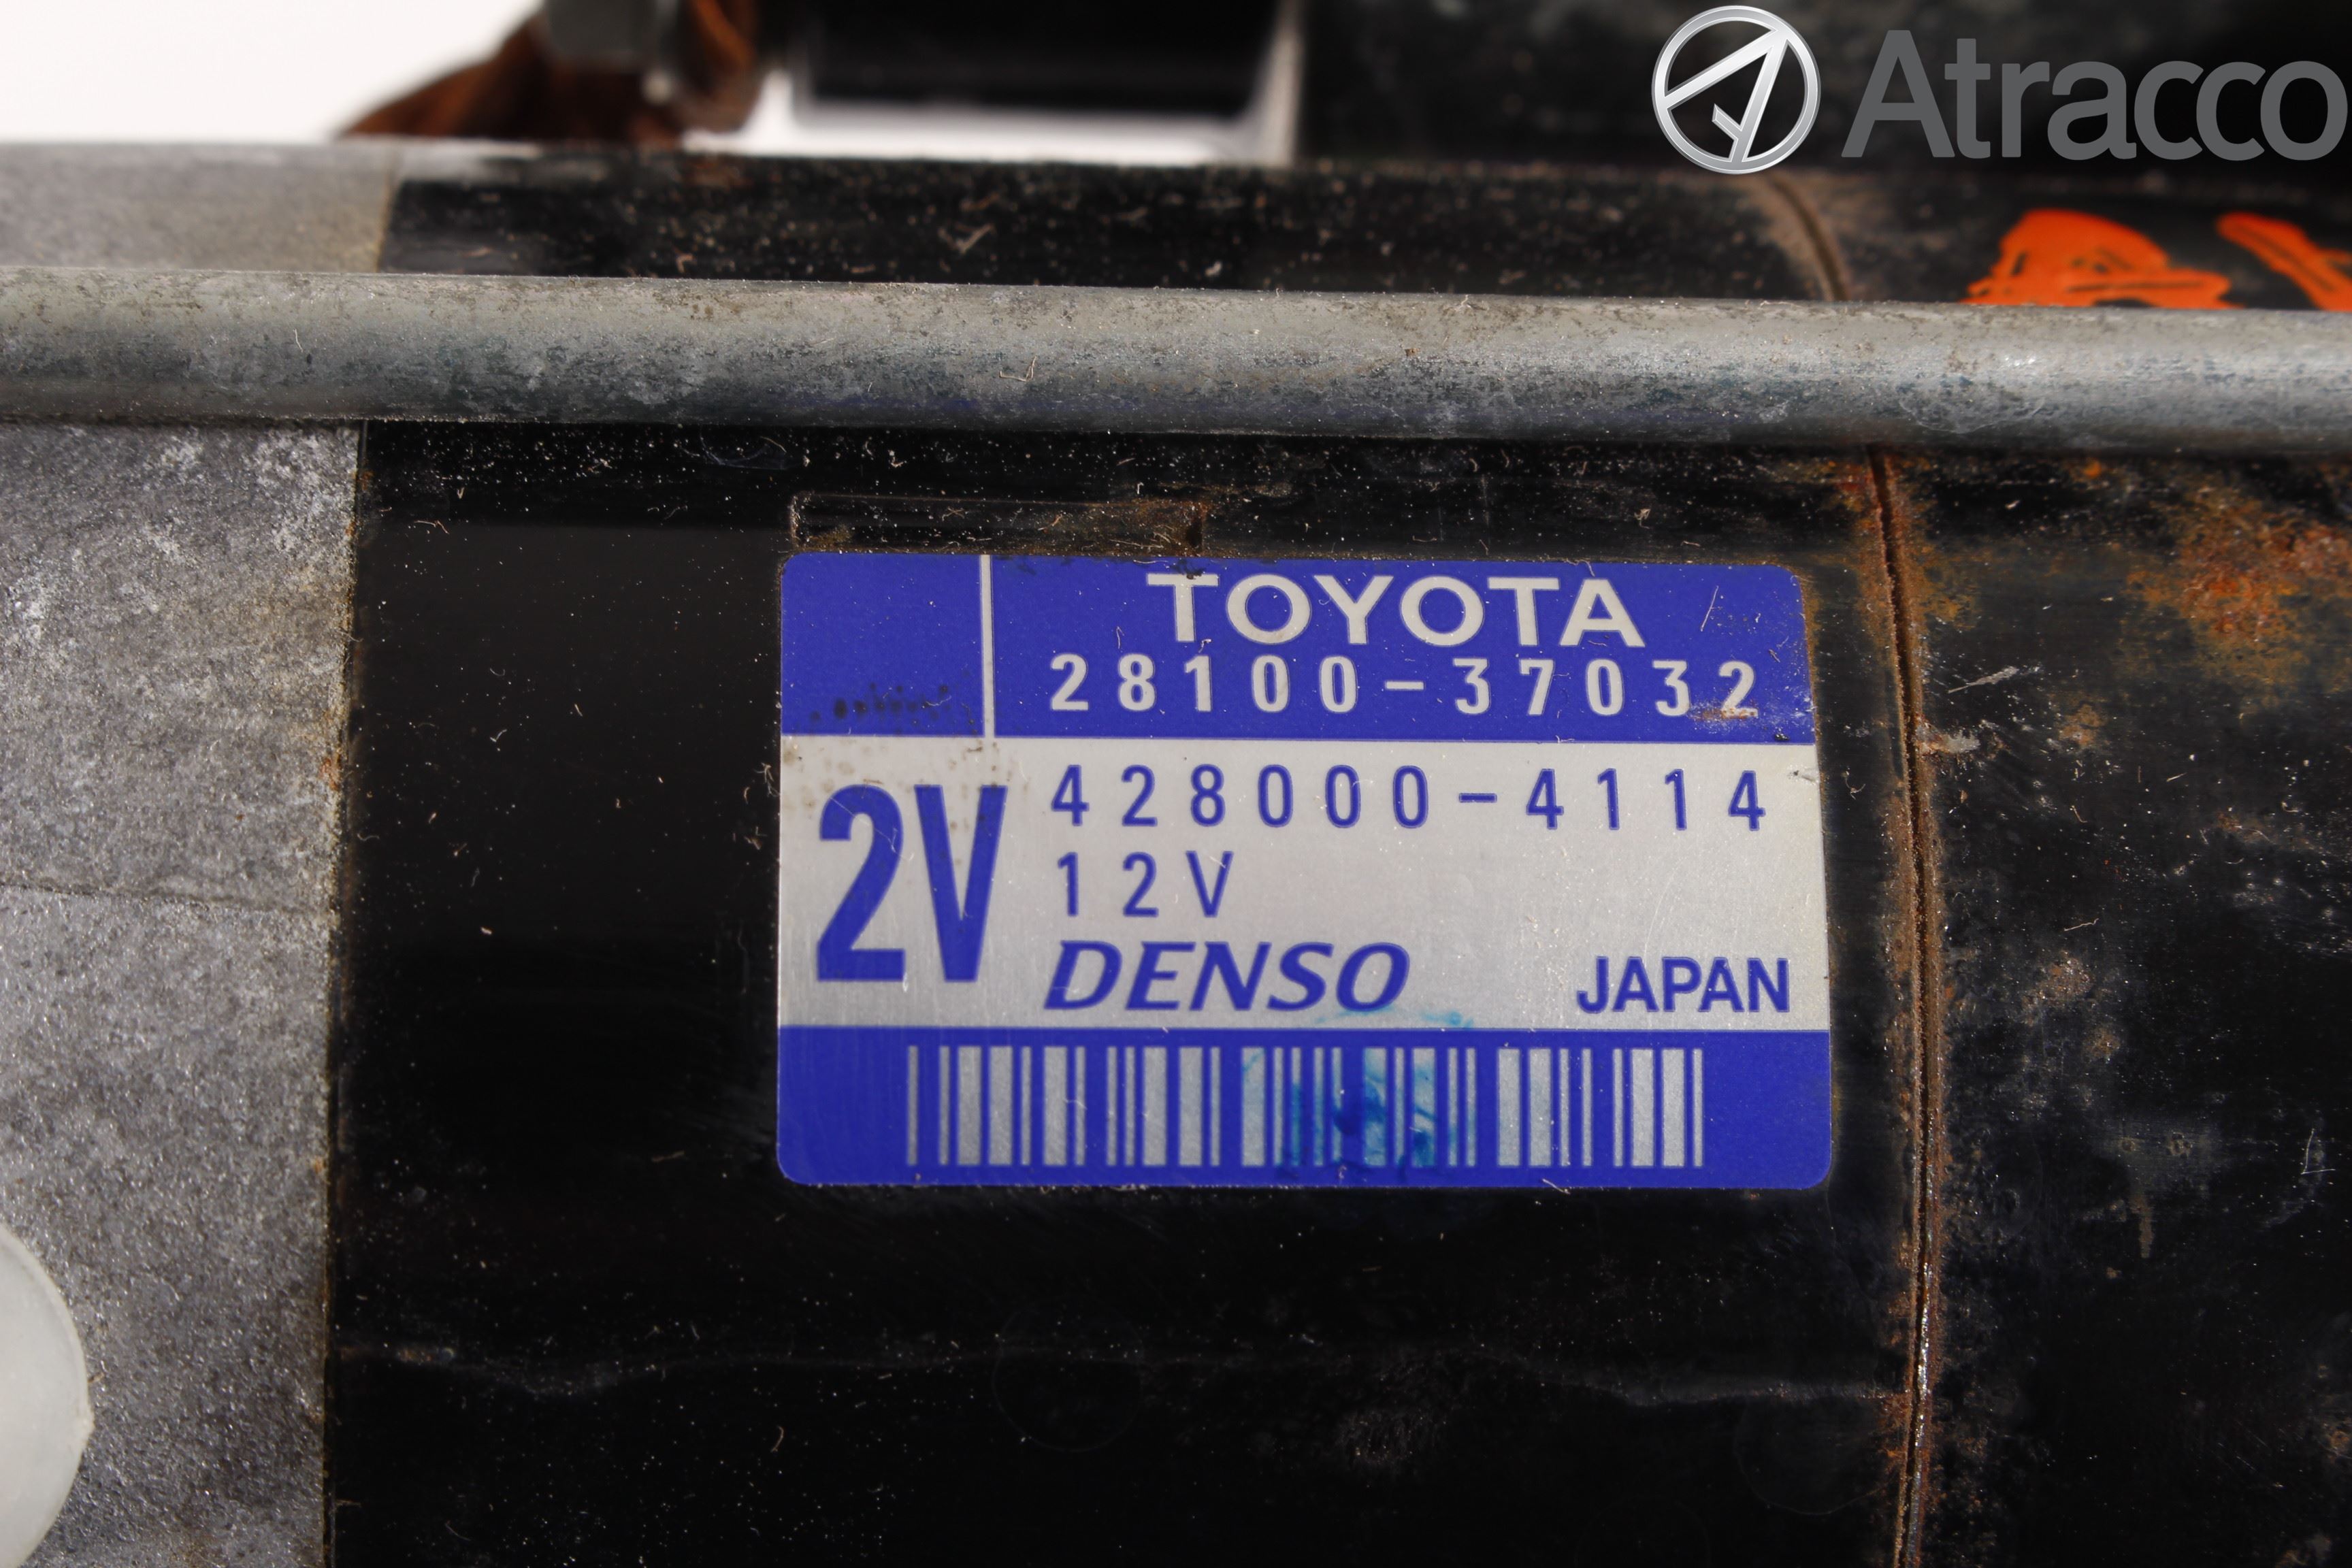 Atracco
TOYOTA
28100-37032
2V
428000-4114
12V
DENSO JAPAN